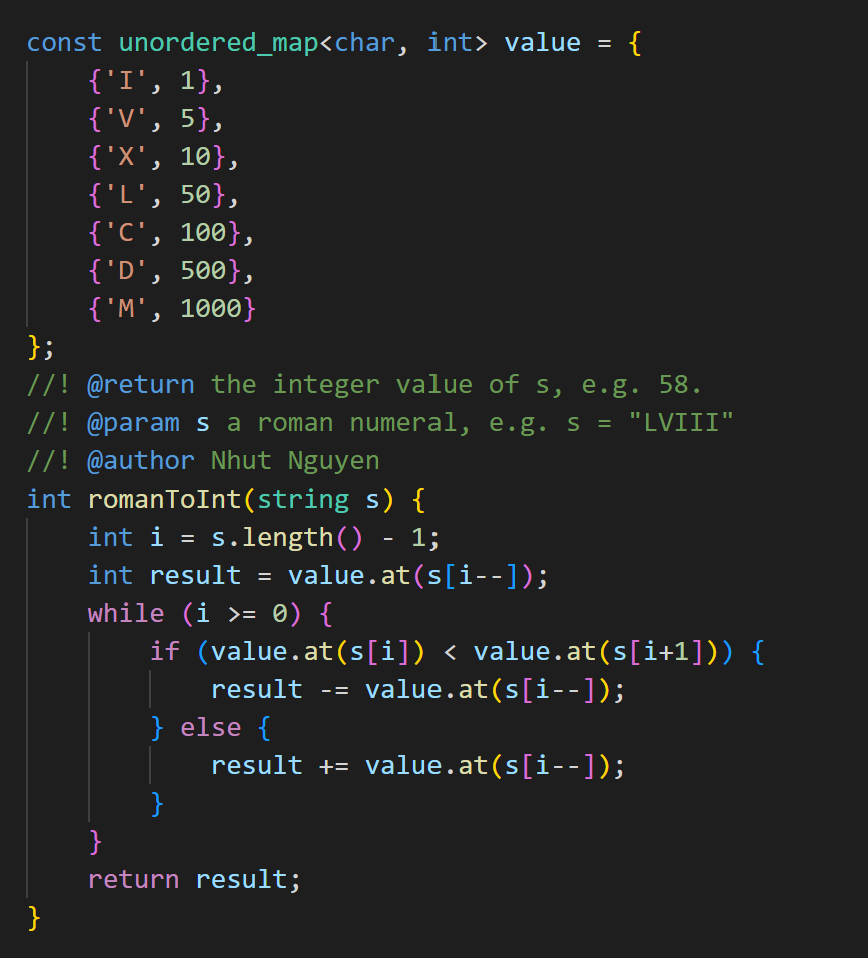 const unordered_map<char, int> value = {
    {'I', 1},
    {'V', 5},
    {'X', 10},
    {'L', 50},
    {'C', 100},
    {'D', 500},
    {'M', 1000}
};
//! @return the integer value of s, e.g. 58.
//! @param s a roman numeral, e.g. s = "LVIII"
//! @author Nhut Nguyen
int romanToInt(string s) {
    int i = s.length() - 1;
    int result = value.at(s[i--]);
    while (i >= 0) {
        if (value.at(s[i]) < value.at(s[i+1])) {
            result -= value.at(s[i--]);
        } else {
            result += value.at(s[i--]);
        }
    }
    return result;
}